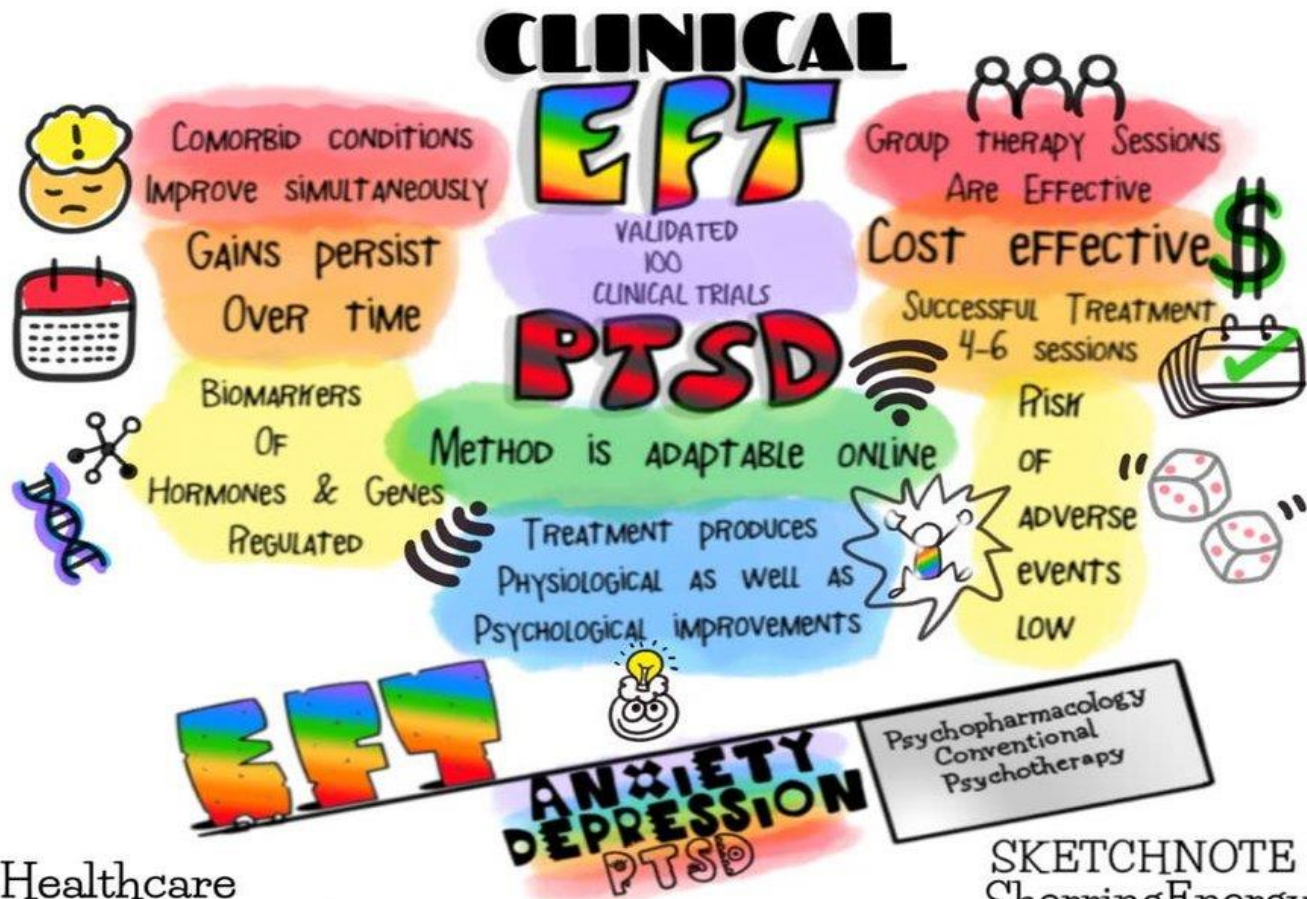 CLINICAL
EFT
VALIDATED
100
CLINICAL TRIALS
PTSD
COMORBID CONDITIONS
IMPROVE SIMULTANEOUSLY
GAINS PERSIST
OVER TIME
BIOMARKERS
OF
HORMONES & GENES
REGULATED
GROUP THERAPY SESSIONS
ARE EFFECTIVE
COST EFFECTIVE $
SUCCESSFUL TREATMENT
4-6 SESSIONS
RISK
OF
ADVERSE
EVENTS
LOW
METHOD IS ADAPTABLE ONLINE
TREATMENT PRODUCES
PHYSIOLOGICAL AS WELL AS
PSYCHOLOGICAL IMPROVEMENTS
EFT
ANXIETY
DEPRESSION
PTSD
Psychopharmacology
Conventional
Psychotherapy
Healthcare
SKETCHNOTE
SherringEnergy